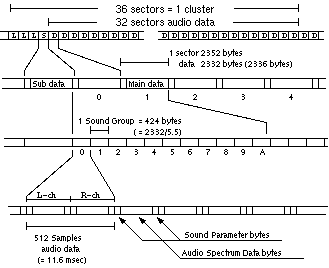 36 sectors = 1 cluster
32 sectors audio data
L L L S D D D D D D D D D D D D D D D D D D D D
1 sector 2352 bytes
data 2332 bytes (2336 bytes)
Sub data
Main data
0 1 2 3 4
1 Sound Group = 424 bytes
(= 2332/5.5)
0 1 2 3 4 5 6 7 8 9 A
L-ch R-ch
512 Samples
audio data
(= 11.6 msec)
Sound Parameter bytes
Audio Spectrum Data bytes